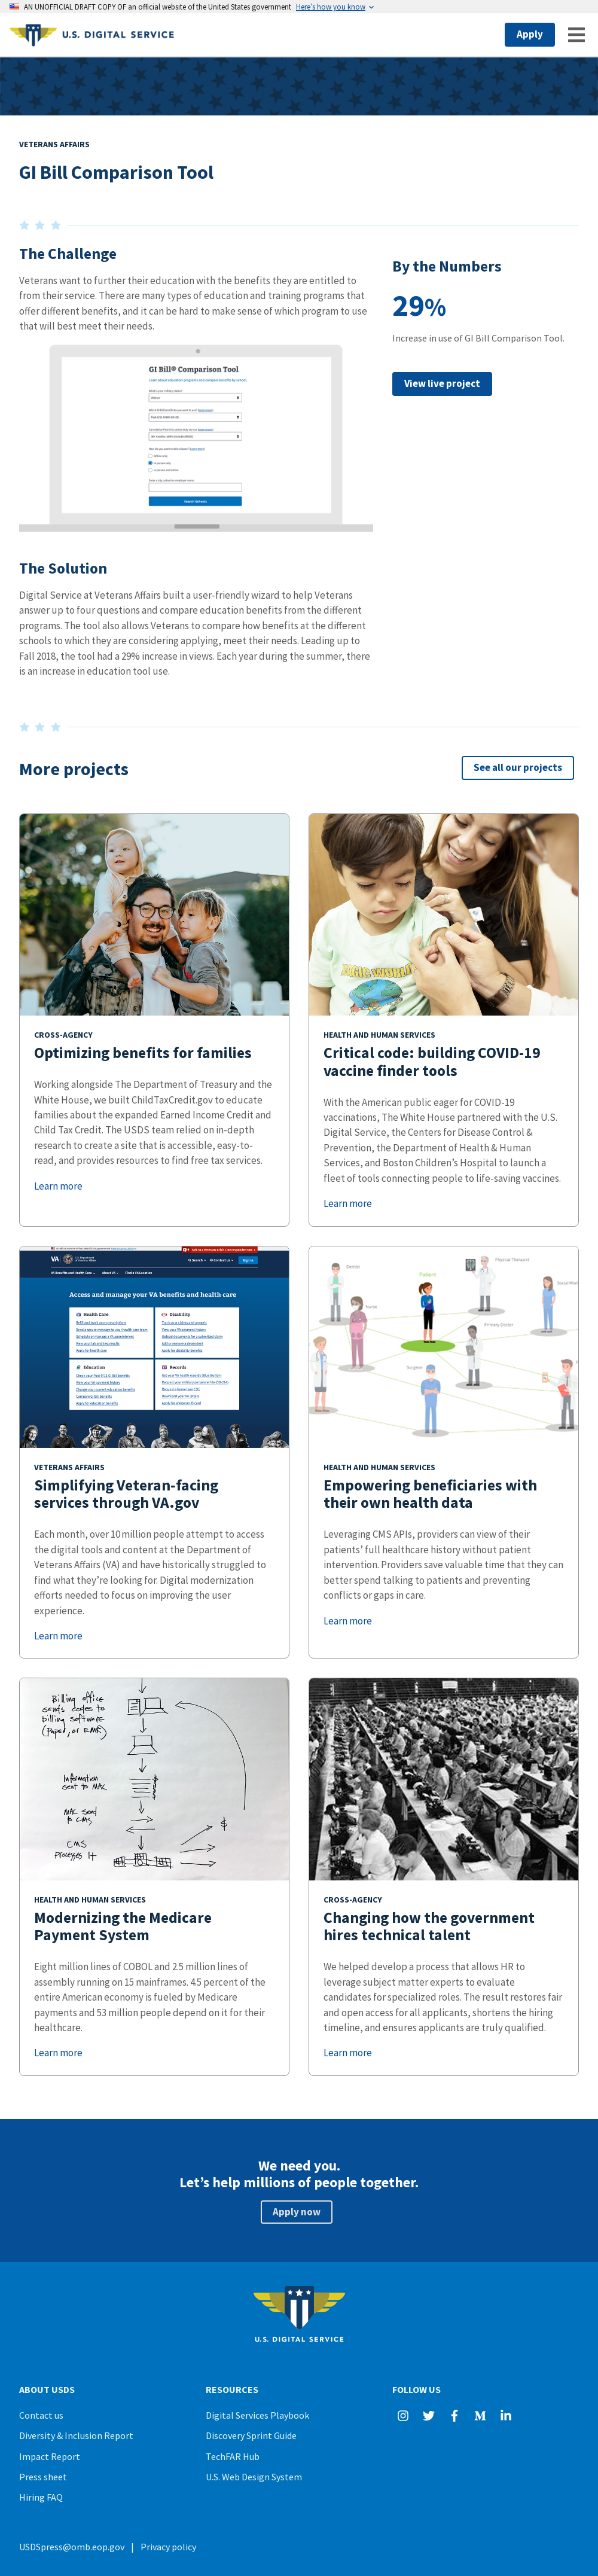 AN UNOFFICIAL DRAFT COPY OF an official website of the United States government Here's how you know
U.S. DIGITAL SERVICE
Apply
VETERANS AFFAIRS
GI Bill Comparison Tool
The Challenge
Veterans want to further their education with the benefits they are entitled to
from their service. There are many types of education and training programs that
offer different benefits, and it can be hard to make sense of which program to use
that will best meet their needs.
GI Bill® Comparison Tool
Search Schools
By the Numbers
29%
Increase in use of GI Bill Comparison Tool.
View live project
The Solution
Digital Service at Veterans Affairs built a user-friendly wizard to help Veterans
answer up to four questions and compare education benefits from the different
programs. The tool also allows Veterans to compare how benefits at the different
schools to which they are considering applying, meet their needs. Leading up to
Fall 2018, the tool had a 29% increase in views. Each year during the summer, there
is an increase in education tool use.
More projects
See all our projects
CROSS-AGENCY
Optimizing benefits for families
Working alongside The Department of Treasury and the
White House, we built ChildTaxCredit.gov to educate
families about the expanded Earned Income Credit and
Child Tax Credit. The USDS team relied on in-depth
research to create a site that is accessible, easy-to-
read, and provides resources to find free tax services.
Learn more
HEALTH AND HUMAN SERVICES
Critical code: building COVID-19
vaccine finder tools
With the American public eager for COVID-19
vaccinations, The White House partnered with the U.S.
Digital Service, the Centers for Disease Control &
Prevention, the Department of Health & Human
Services, and Boston Children's Hospital to launch a
fleet of tools connecting people to life-saving vaccines.
Learn more
VA
Access and manage your VA benefits and health care
Health Care
Disability
Education
Records
VETERANS AFFAIRS
Simplifying Veteran-facing
services through VA.gov
Each month, over 10 million people attempt to access
the digital tools and content at the Department of
Veterans Affairs (VA) and have historically struggled to
find what they're looking for. Digital modernization
efforts needed to focus on improving the user
experience.
Learn more
Physical Therapist
Dentist
Patient
Nurse
Primary Doctor
Surgeon
HEALTH AND HUMAN SERVICES
Empowering beneficiaries with
their own health data
Leveraging CMS APIs, providers can view of their
patients' full healthcare history without patient
intervention. Providers save valuable time that they can
better spend talking to patients and preventing
conflicts or gaps in care.
Learn more
Billing office
sends codes to
billing software
(Paper, or EMR)
Information
sent to MAC
MAC send
to CMS
CMS
Processes it
HEALTH AND HUMAN SERVICES
Modernizing the Medicare
Payment System
Eight million lines of COBOL and 2.5 million lines of
assembly running on 15 mainframes. 4.5 percent of the
entire American economy is fueled by Medicare
payments and 53 million people depend on it for their
healthcare.
Learn more
CROSS-AGENCY
Changing how the government
hires technical talent
We helped develop a process that allows HR to
leverage subject matter experts to evaluate
candidates for specialized roles. The result restores fair
and open access for all applicants, shortens the hiring
timeline, and ensures applicants are truly qualified.
Learn more
We need you.
Let's help millions of people together.
Apply now
U.S. DIGITAL SERVICE
ABOUT USDS
Contact us
Diversity & Inclusion Report
Impact Report
Press sheet
Hiring FAQ
RESOURCES
Digital Services Playbook
Discovery Sprint Guide
TechFAR Hub
U.S. Web Design System
FOLLOW US
USDSpress@omb.eop.gov | Privacy policy